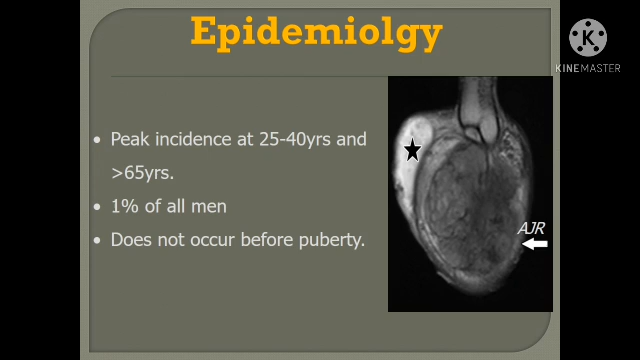 Epidemiolgy
K
KINEMASTER
• Peak incidence at 25-40yrs and
>65yrs.
• 1% of all men
• Does not occur before puberty.
AJR